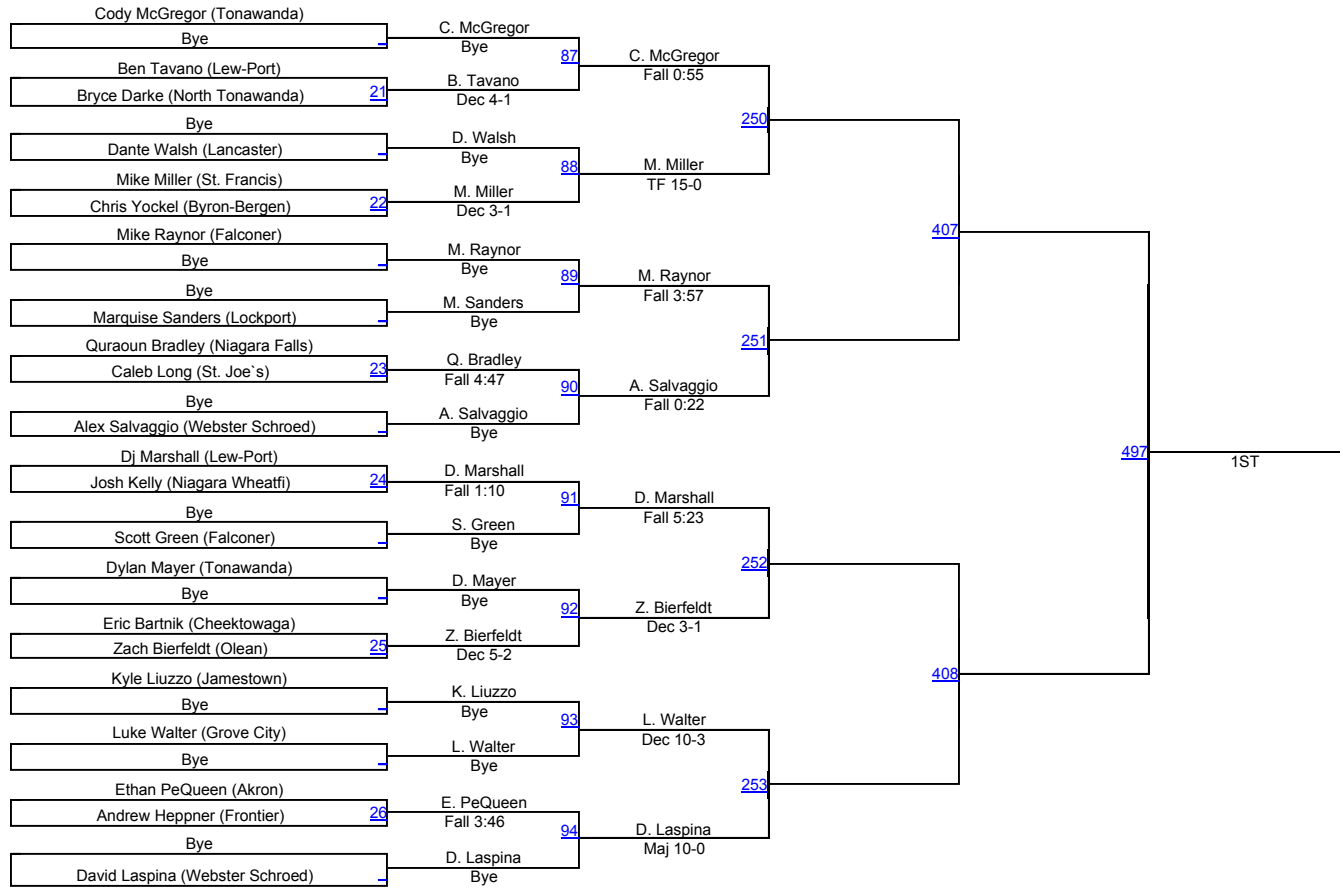 Cody McGregor (Tonawanda)
Bye
Ben Tavano (Lew-Port)
21
Bryce Darke (North Tonawanda)
Bye
Dante Walsh (Lancaster)
Mike Miller (St. Francis)
22
Chris Yockel (Byron-Bergen)
Mike Raynor (Falconer)
Bye
Bye
Marquise Sanders (Lockport)
Quraoun Bradley (Niagara Falls)
23
Caleb Long (St. Joe`s)
Bye
Alex Salvaggio (Webster Schroed)
Dj Marshall (Lew-Port)
24
Josh Kelly (Niagara Wheatfi)
Bye
Scott Green (Falconer)
Dylan Mayer (Tonawanda)
Bye
Eric Bartnik (Cheektowaga)
25
Zach Bierfeldt (Olean)
Kyle Liuzzo (Jamestown)
Bye
Luke Walter (Grove City)
Bye
Ethan PeQueen (Akron)
26
Andrew Heppner (Frontier)
Bye
David Laspina (Webster Schroed)
C. McGregor
Bye
87
B. Tavano
Dec 4-1
D. Walsh
Bye
88
M. Miller
Dec 3-1
M. Raynor
Bye
89
M. Sanders
Bye
Q. Bradley
Fall 4:47
90
A. Salvaggio
Bye
D. Marshall
Fall 1:10
91
S. Green
Bye
D. Mayer
Bye
92
Z. Bierfeldt
Dec 5-2
K. Liuzzo
Bye
93
L. Walter
Bye
E. PeQueen
Fall 3:46
94
D. Laspina
Bye
C. McGregor
Fall 0:55
250
M. Miller
TF 15-0
M. Raynor
Fall 3:57
251
A. Salvaggio
Fall 0:22
D. Marshall
Fall 5:23
252
Z. Bierfeldt
Dec 3-1
L. Walter
Dec 10-3
253
D. Laspina
Maj 10-0
407
408
497
1ST